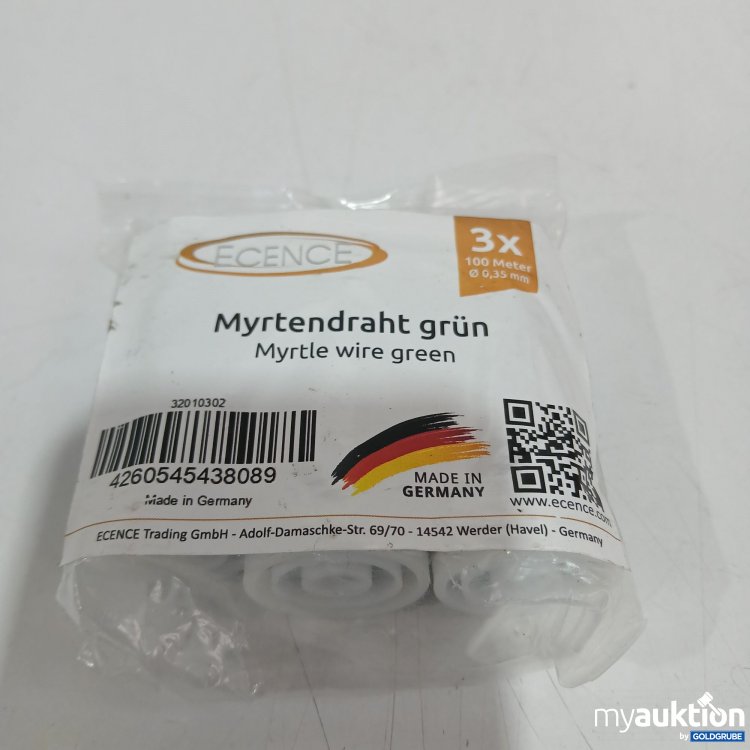 ECENCE
3x
100 Meter
Ø 0,35 mm
Myrtendraht grün
Myrtle wire green
32010302
4260545438089
Made in Germany
MADE IN
GERMANY
www.ecence.com
ECENCE Trading GmbH - Adolf-Damaschke-Str. 69/70 - 14542 Werder (Havel) - Germany
myauktion
by GOLDGRUBE